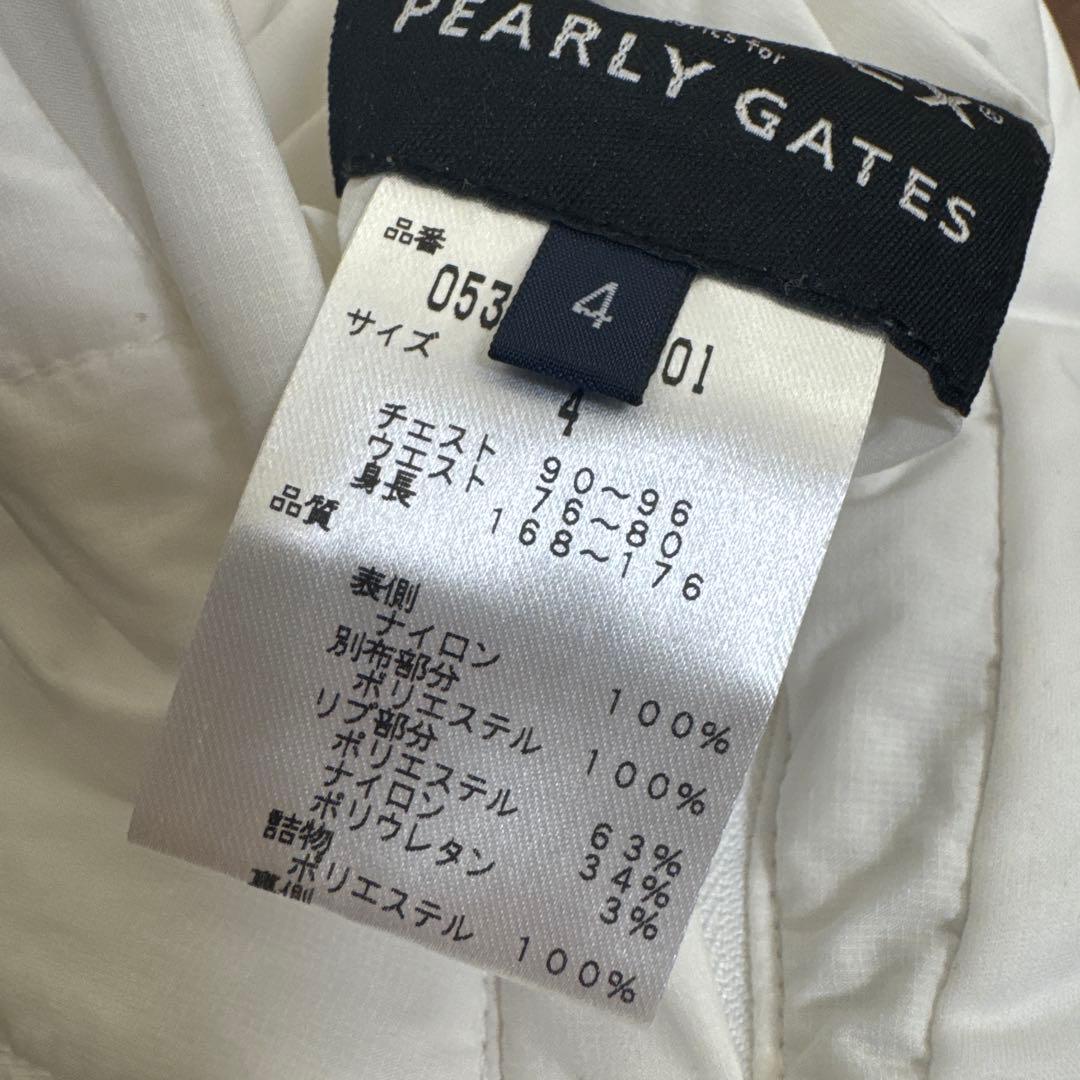 for
PEARLY GATES
4
品番
053 01
サイズ
4
チェスト 90～96
ウエスト 76～80
身長 168～176
品質
表側
ナイロン 100%
別布部分
ポリエステル 100%
リブ部分
ポリエステル 63%
ナイロン 34%
ポリウレタン 3%
詰物
ポリエステル 100%